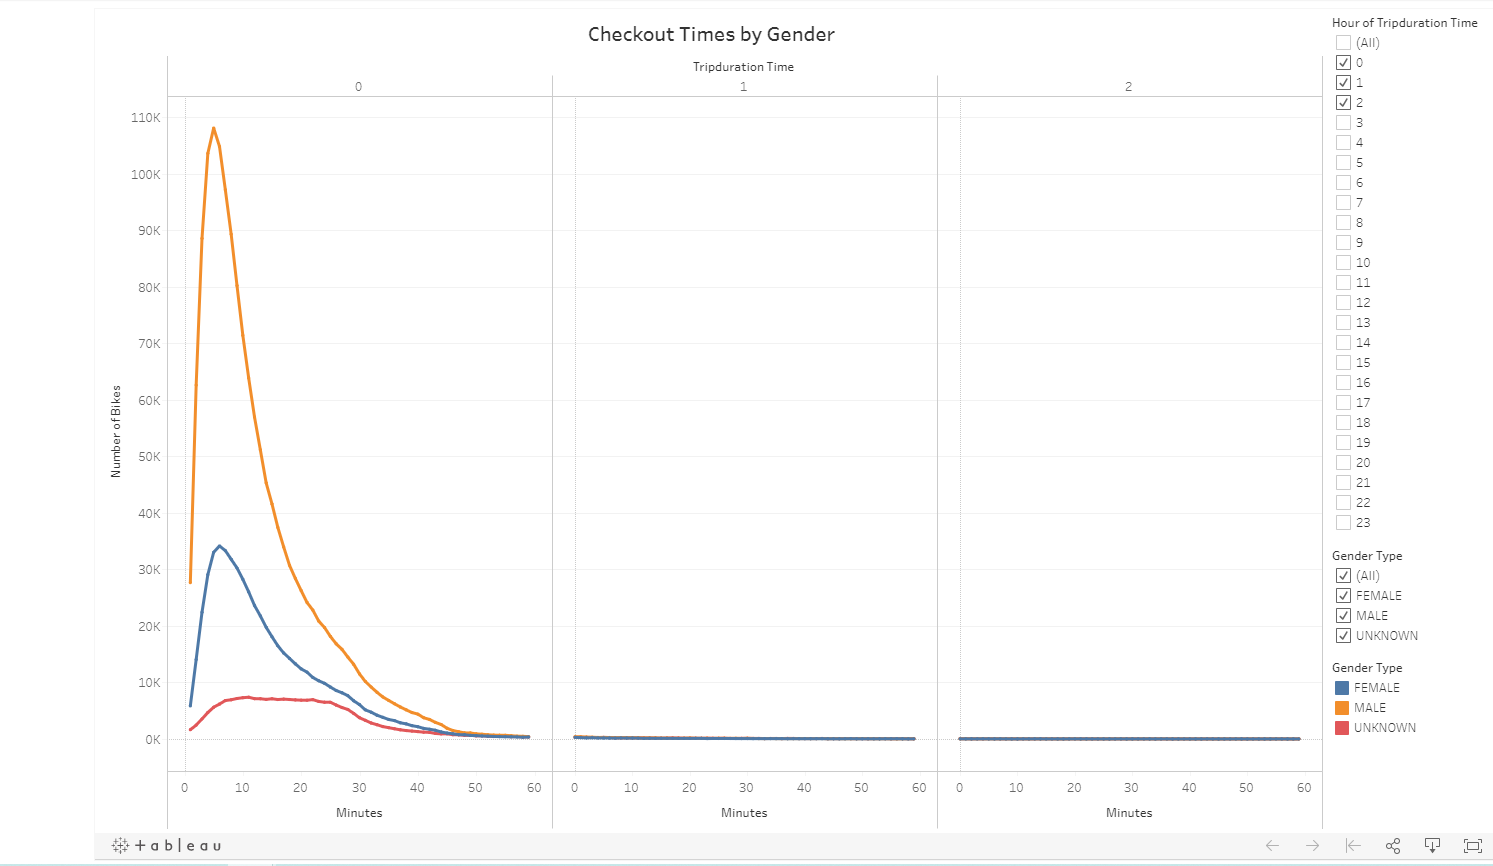 Checkout Times by Gender
Tripduration Time
0 1 2
110K
100K
90K
80K
70K
60K
50K
40K
30K
20K
10K
0K
Number of Bikes
0 10 20 30 40 50 60 0 10 20 30 40 50 60 0 10 20 30 40 50 60
Minutes Minutes Minutes
Hour of Tripduration Time
(All)
0
1
2
3
4
5
6
7
8
9
10
11
12
13
14
15
16
17
18
19
20
21
22
23
Gender Type
(All)
FEMALE
MALE
UNKNOWN
Gender Type
FEMALE
MALE
UNKNOWN
+ableau